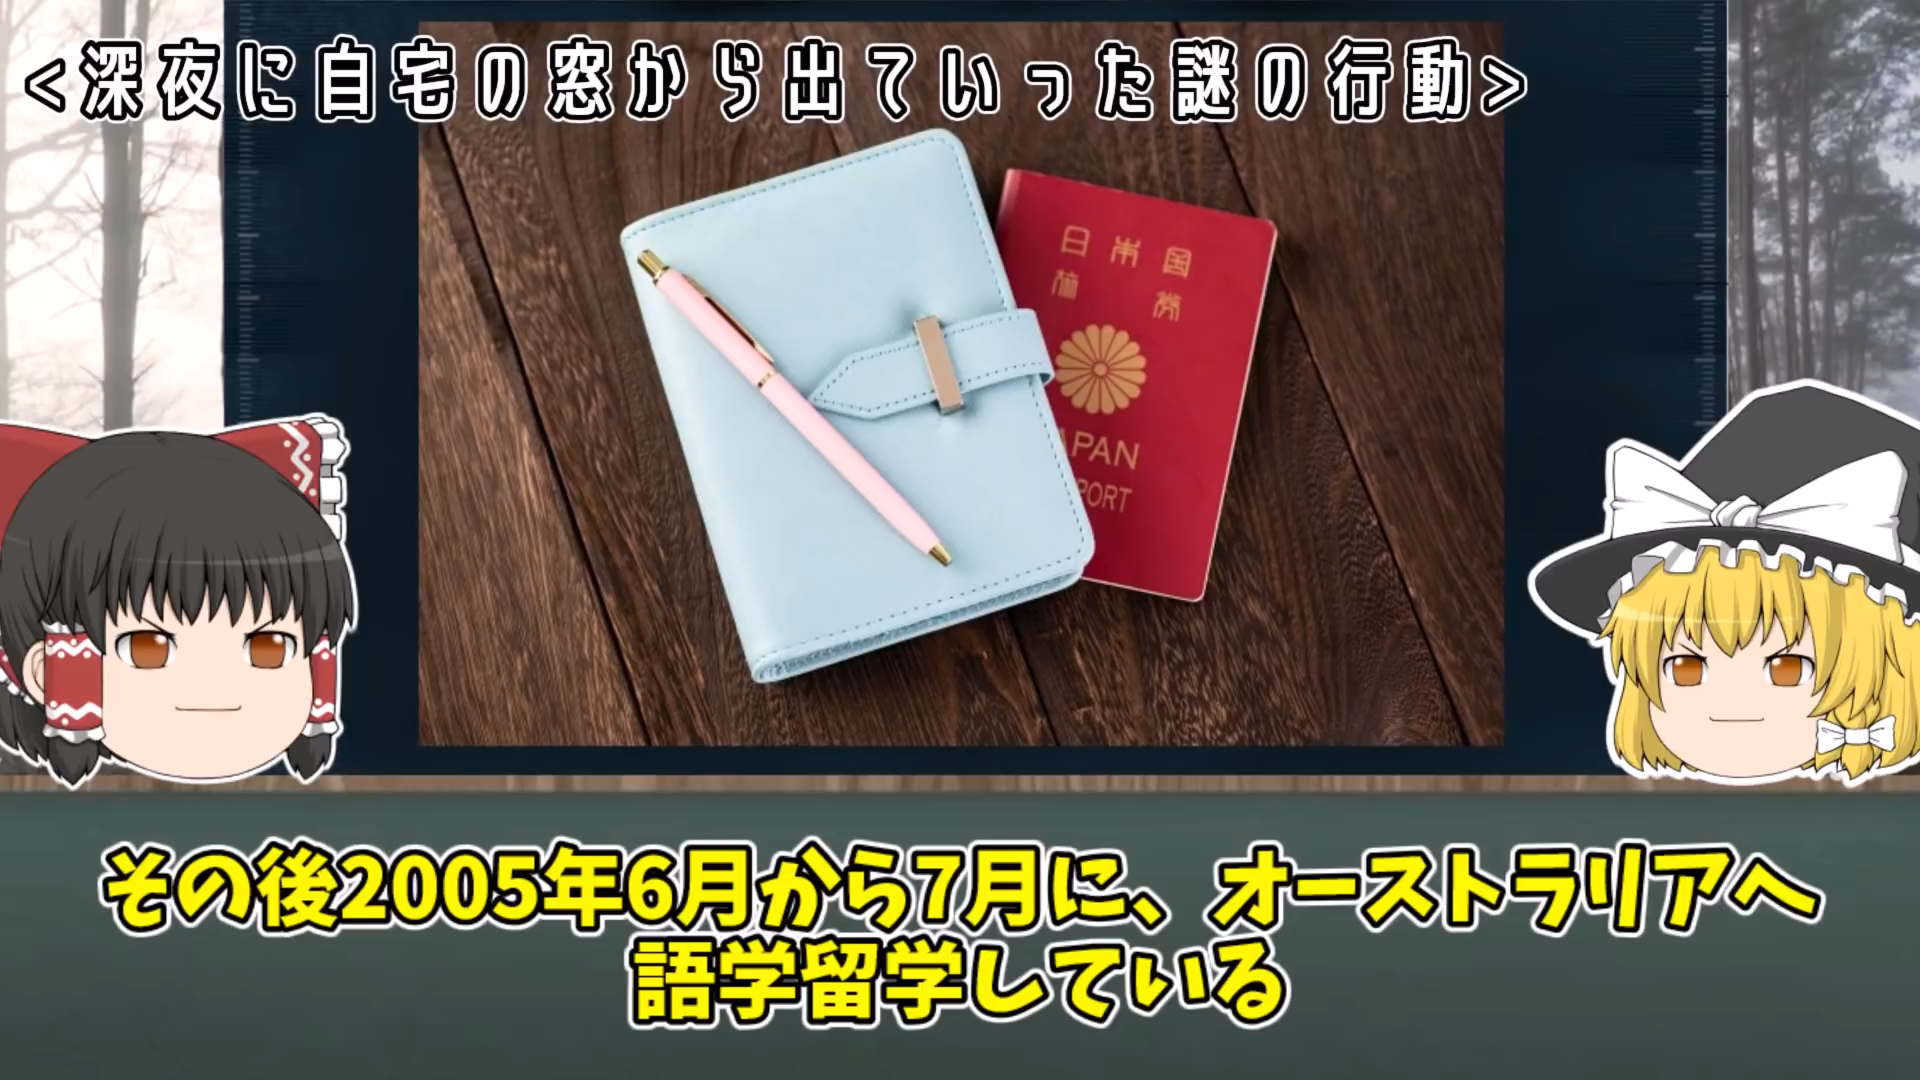 <深夜に自宅の窓から出ていった謎の行動>
日本国
旅券
APAN
PORT
その後2005年6月から7月に、オーストラリアへ
語学留学している